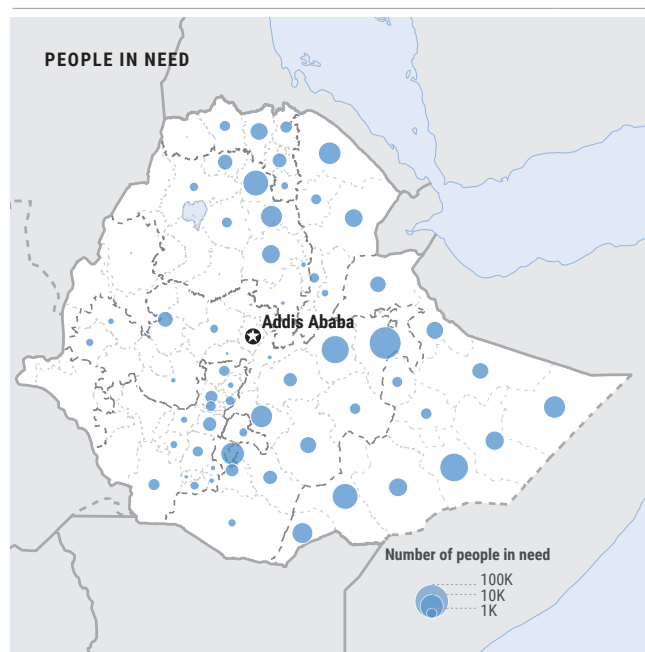 PEOPLE IN NEED
Addis Ababa
Number of people in need
100K
10K
1K